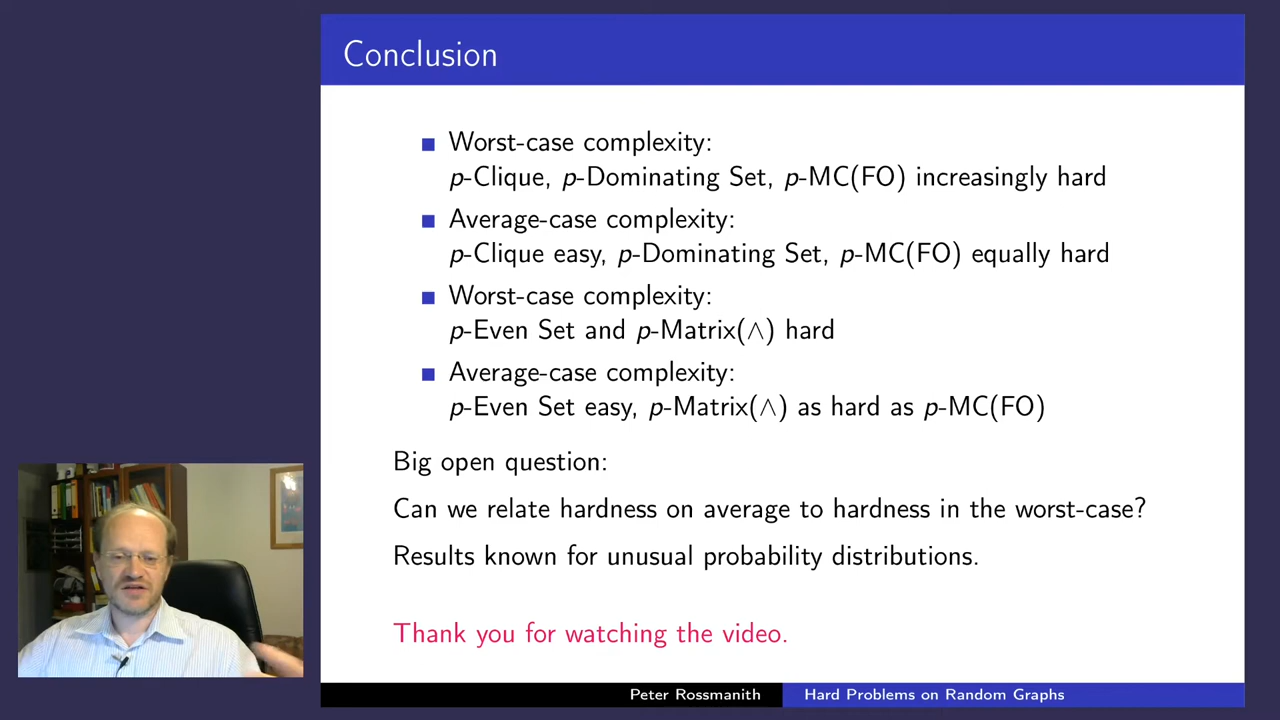 Conclusion
Worst-case complexity:
p-Clique, p-Dominating Set, p-MC(FO) increasingly hard
Average-case complexity:
p-Clique easy, p-Dominating Set, p-MC(FO) equally hard
Worst-case complexity:
p-Even Set and p-Matrix(∧) hard
Average-case complexity:
p-Even Set easy, p-Matrix(∧) as hard as p-MC(FO)
Big open question:
Can we relate hardness on average to hardness in the worst-case?
Results known for unusual probability distributions.
Thank you for watching the video.
Peter Rossmanith Hard Problems on Random Graphs